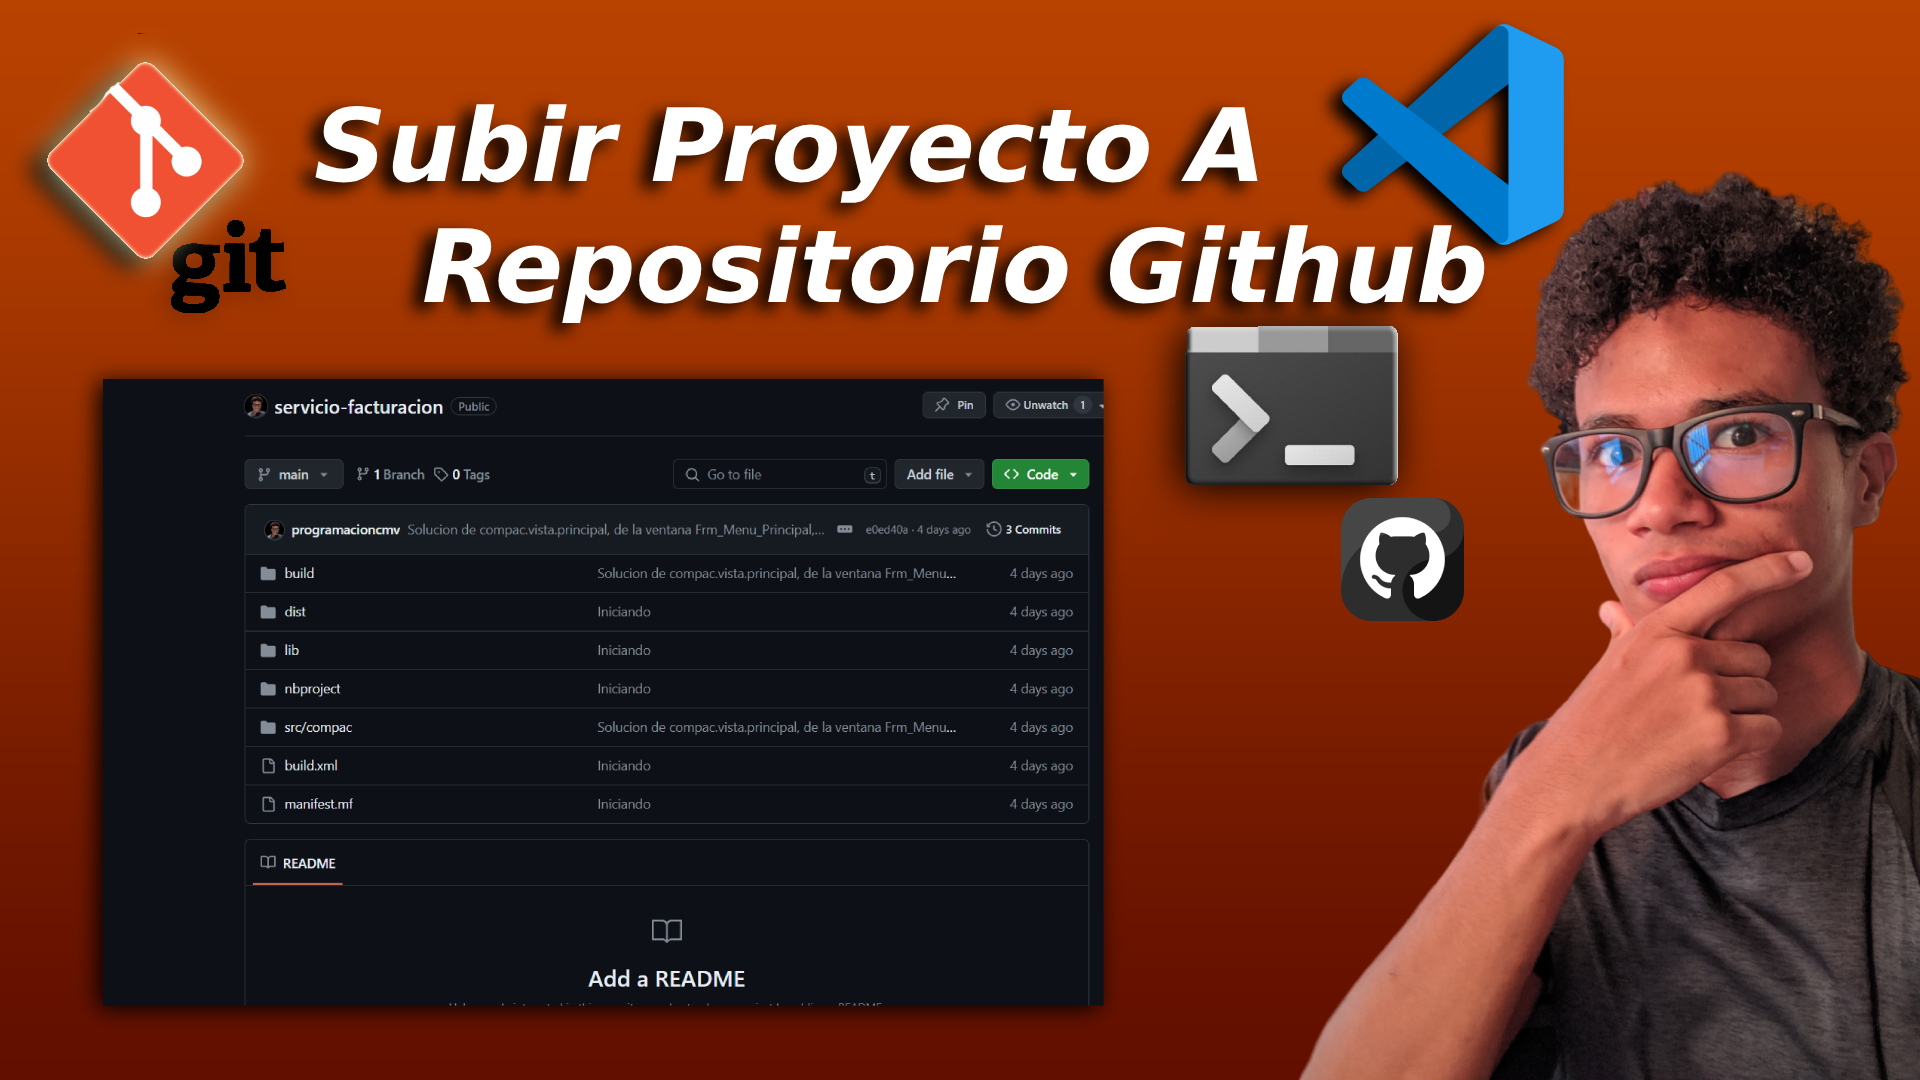 git
Subir Proyecto A
Repositorio Github
servicio-facturacion Public Pin Unwatch 1
main 1 Branch 0 Tags Go to file t Add file Code
programacioncmv Solucion de compac.vista.principal, de la ventana Frm_Menu_Principal,... e0ed40a · 4 days ago 3 Commits
build Solucion de compac.vista.principal, de la ventana Frm_Menu... 4 days ago
dist Iniciando 4 days ago
lib Iniciando 4 days ago
nbproject Iniciando 4 days ago
src/compac Solucion de compac.vista.principal, de la ventana Frm_Menu... 4 days ago
build.xml Iniciando 4 days ago
manifest.mf Iniciando 4 days ago
README
Add a README